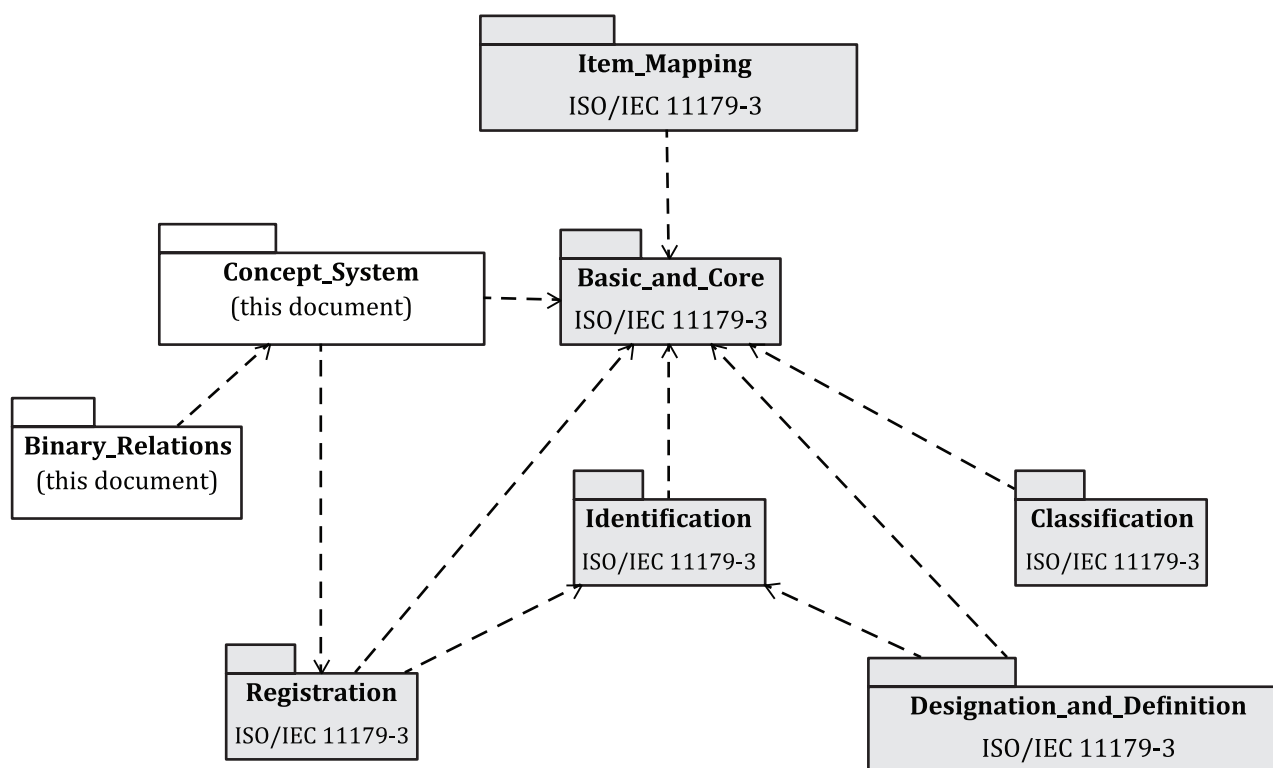 Item_Mapping
ISO/IEC 11179-3
Concept_System
(this document)
Basic_and_Core
ISO/IEC 11179-3
Binary_Relations
(this document)
Identification
ISO/IEC 11179-3
Classification
ISO/IEC 11179-3
Registration
ISO/IEC 11179-3
Designation_and_Definition
ISO/IEC 11179-3